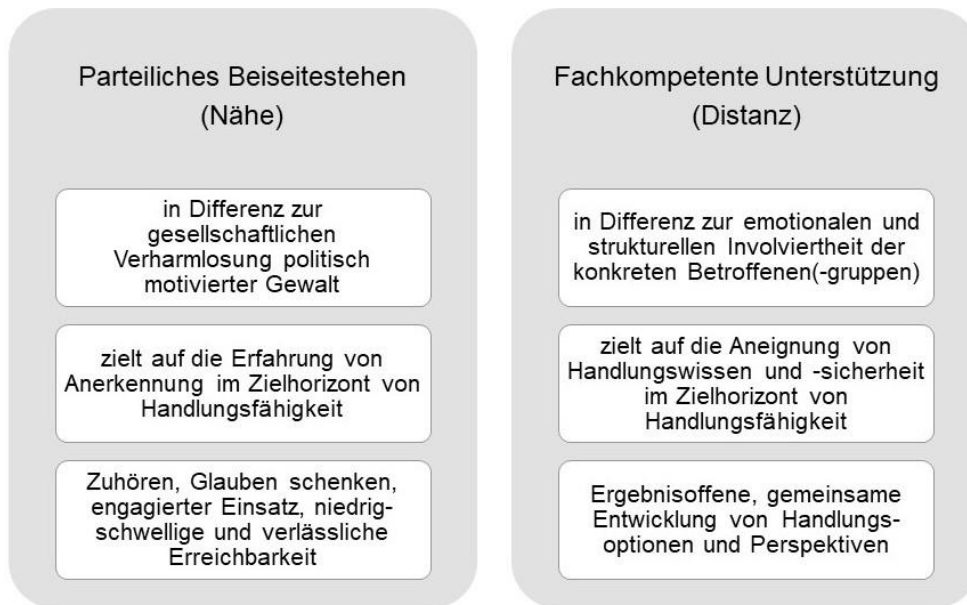 Parteiliches Beiseitestehen
(Nähe)
in Differenz zur
gesellschaftlichen
Verharmlosung politisch
motivierter Gewalt
zielt auf die Erfahrung von
Anerkennung im Zielhorizont von
Handlungsfähigkeit
Zuhören, Glauben schenken,
engagierter Einsatz, niedrig-
schwellige und verlässliche
Erreichbarkeit
Fachkompetente Unterstützung
(Distanz)
in Differenz zur emotionalen und
strukturellen Involviertheit der
konkreten Betroffenen(-gruppen)
zielt auf die Aneignung von
Handlungswissen und -sicherheit
im Zielhorizont von
Handlungsfähigkeit
Ergebnisoffene, gemeinsame
Entwicklung von Handlungs-
optionen und Perspektiven